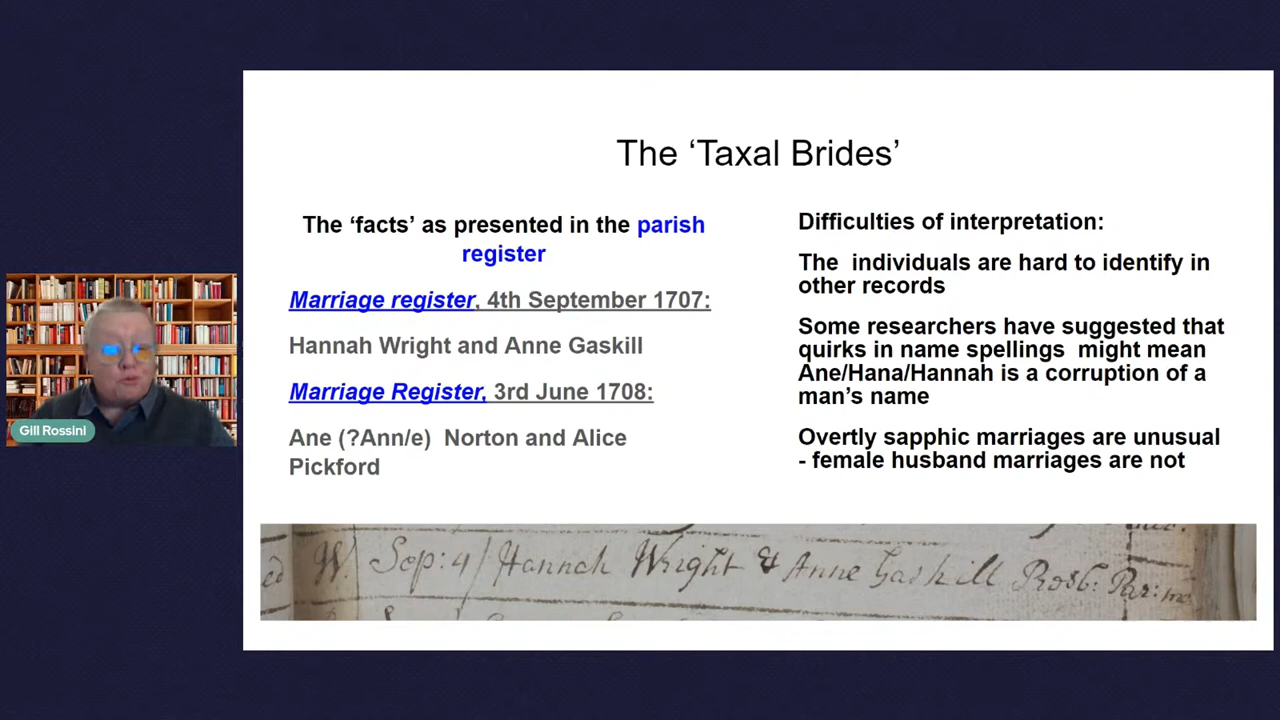 The ‘Taxal Brides’
The ‘facts’ as presented in the parish
register
Marriage register, 4th September 1707:
Hannah Wright and Anne Gaskill
Marriage Register, 3rd June 1708:
Ane (?Ann/e)  Norton and Alice
Pickford
Difficulties of interpretation:
The  individuals are hard to identify in
other records
Some researchers have suggested that
quirks in name spellings  might mean
Ane/Hana/Hannah is a corruption of a
man’s name
Overtly sapphic marriages are unusual
- female husband marriages are not
Gill Rossini
W. Sep: 4 Hannah Wright & Anne Gaskill Rosb: Par: